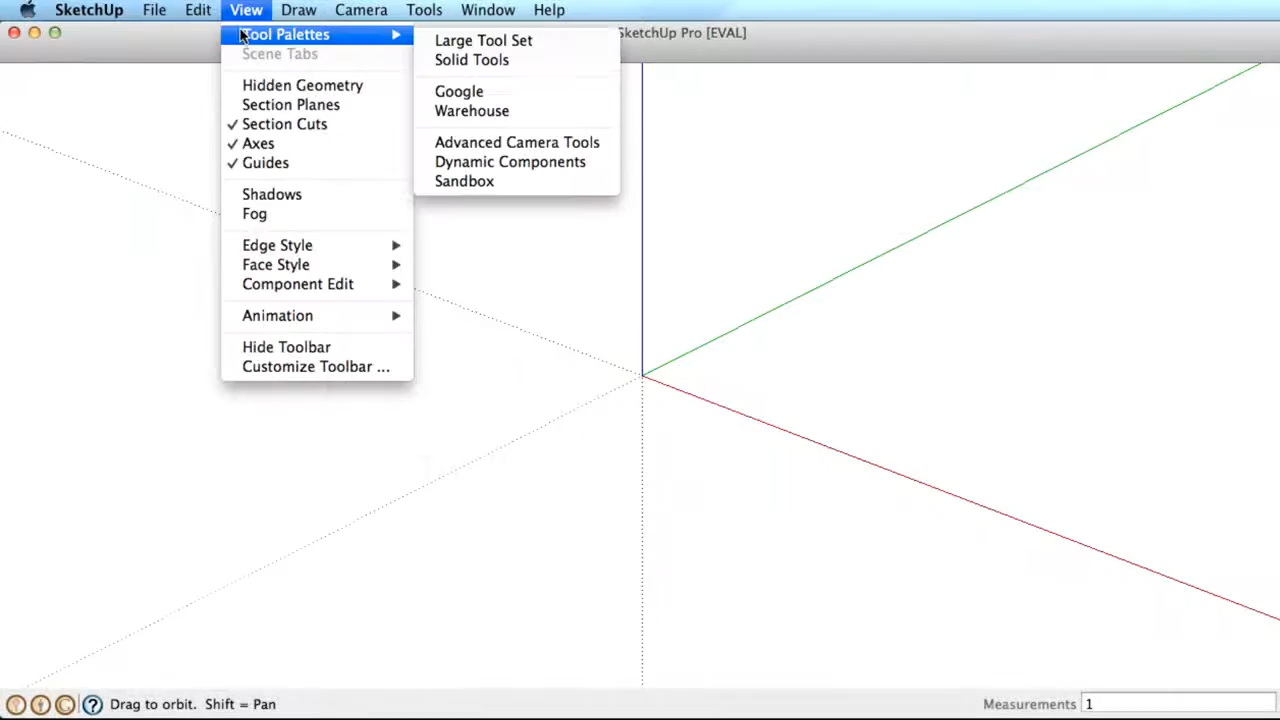 SketchUp File Edit View Draw Camera Tools Window Help
SketchUp Pro [EVAL]
Tool Palettes
Scene Tabs
Hidden Geometry
Section Planes
Section Cuts
Axes
Guides
Shadows
Fog
Edge Style
Face Style
Component Edit
Animation
Hide Toolbar
Customize Toolbar ...
Large Tool Set
Solid Tools
Google
Warehouse
Advanced Camera Tools
Dynamic Components
Sandbox
Drag to orbit. Shift = Pan
Measurements 1